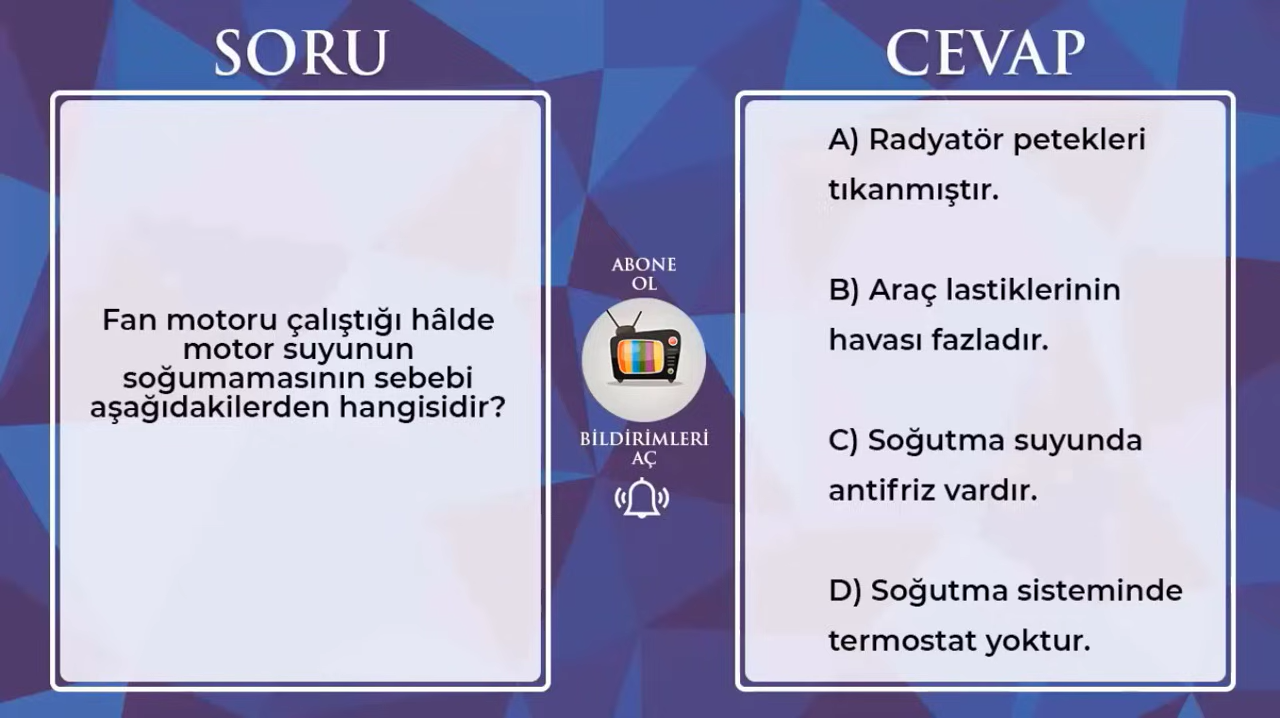 SORU
Fan motoru çalıştığı hâlde
motor suyunun
soğumamasının sebebi
aşağıdakilerden hangisidir?
ABONE
OL
BİLDİRİMLERİ
AÇ
CEVAP
A) Radyatör petekleri
tıkanmıştır.
B) Araç lastiklerinin
havası fazladır.
C) Soğutma suyunda
antifriz vardır.
D) Soğutma sisteminde
termostat yoktur.